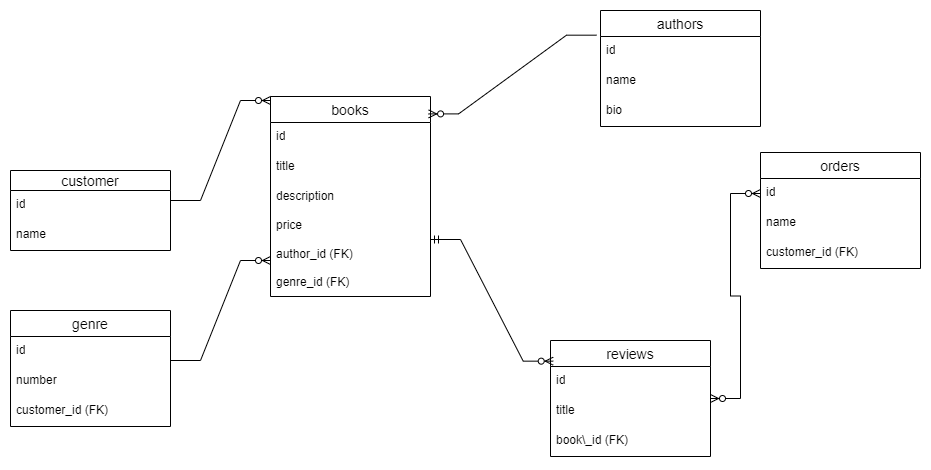 authors
id
name
bio
books
id
title
description
price
author_id (FK)
genre_id (FK)
customer
id
name
orders
id
name
customer_id (FK)
genre
id
number
customer_id (FK)
reviews
id
title
book\_id (FK)